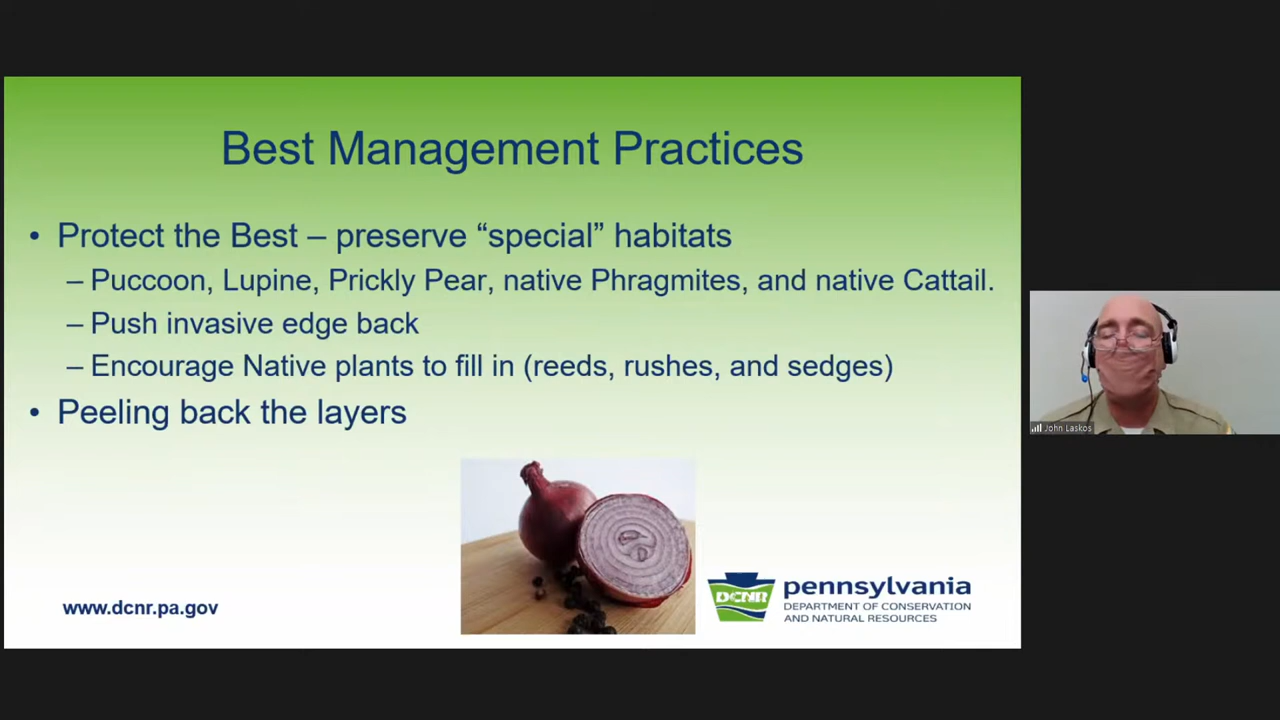 Best Management Practices
• Protect the Best – preserve “special” habitats
– Puccoon, Lupine, Prickly Pear, native Phragmites, and native Cattail.
– Push invasive edge back
– Encourage Native plants to fill in (reeds, rushes, and sedges)
• Peeling back the layers
www.dcnr.pa.gov
DCNR
pennsylvania
DEPARTMENT OF CONSERVATION
AND NATURAL RESOURCES
John Laskos